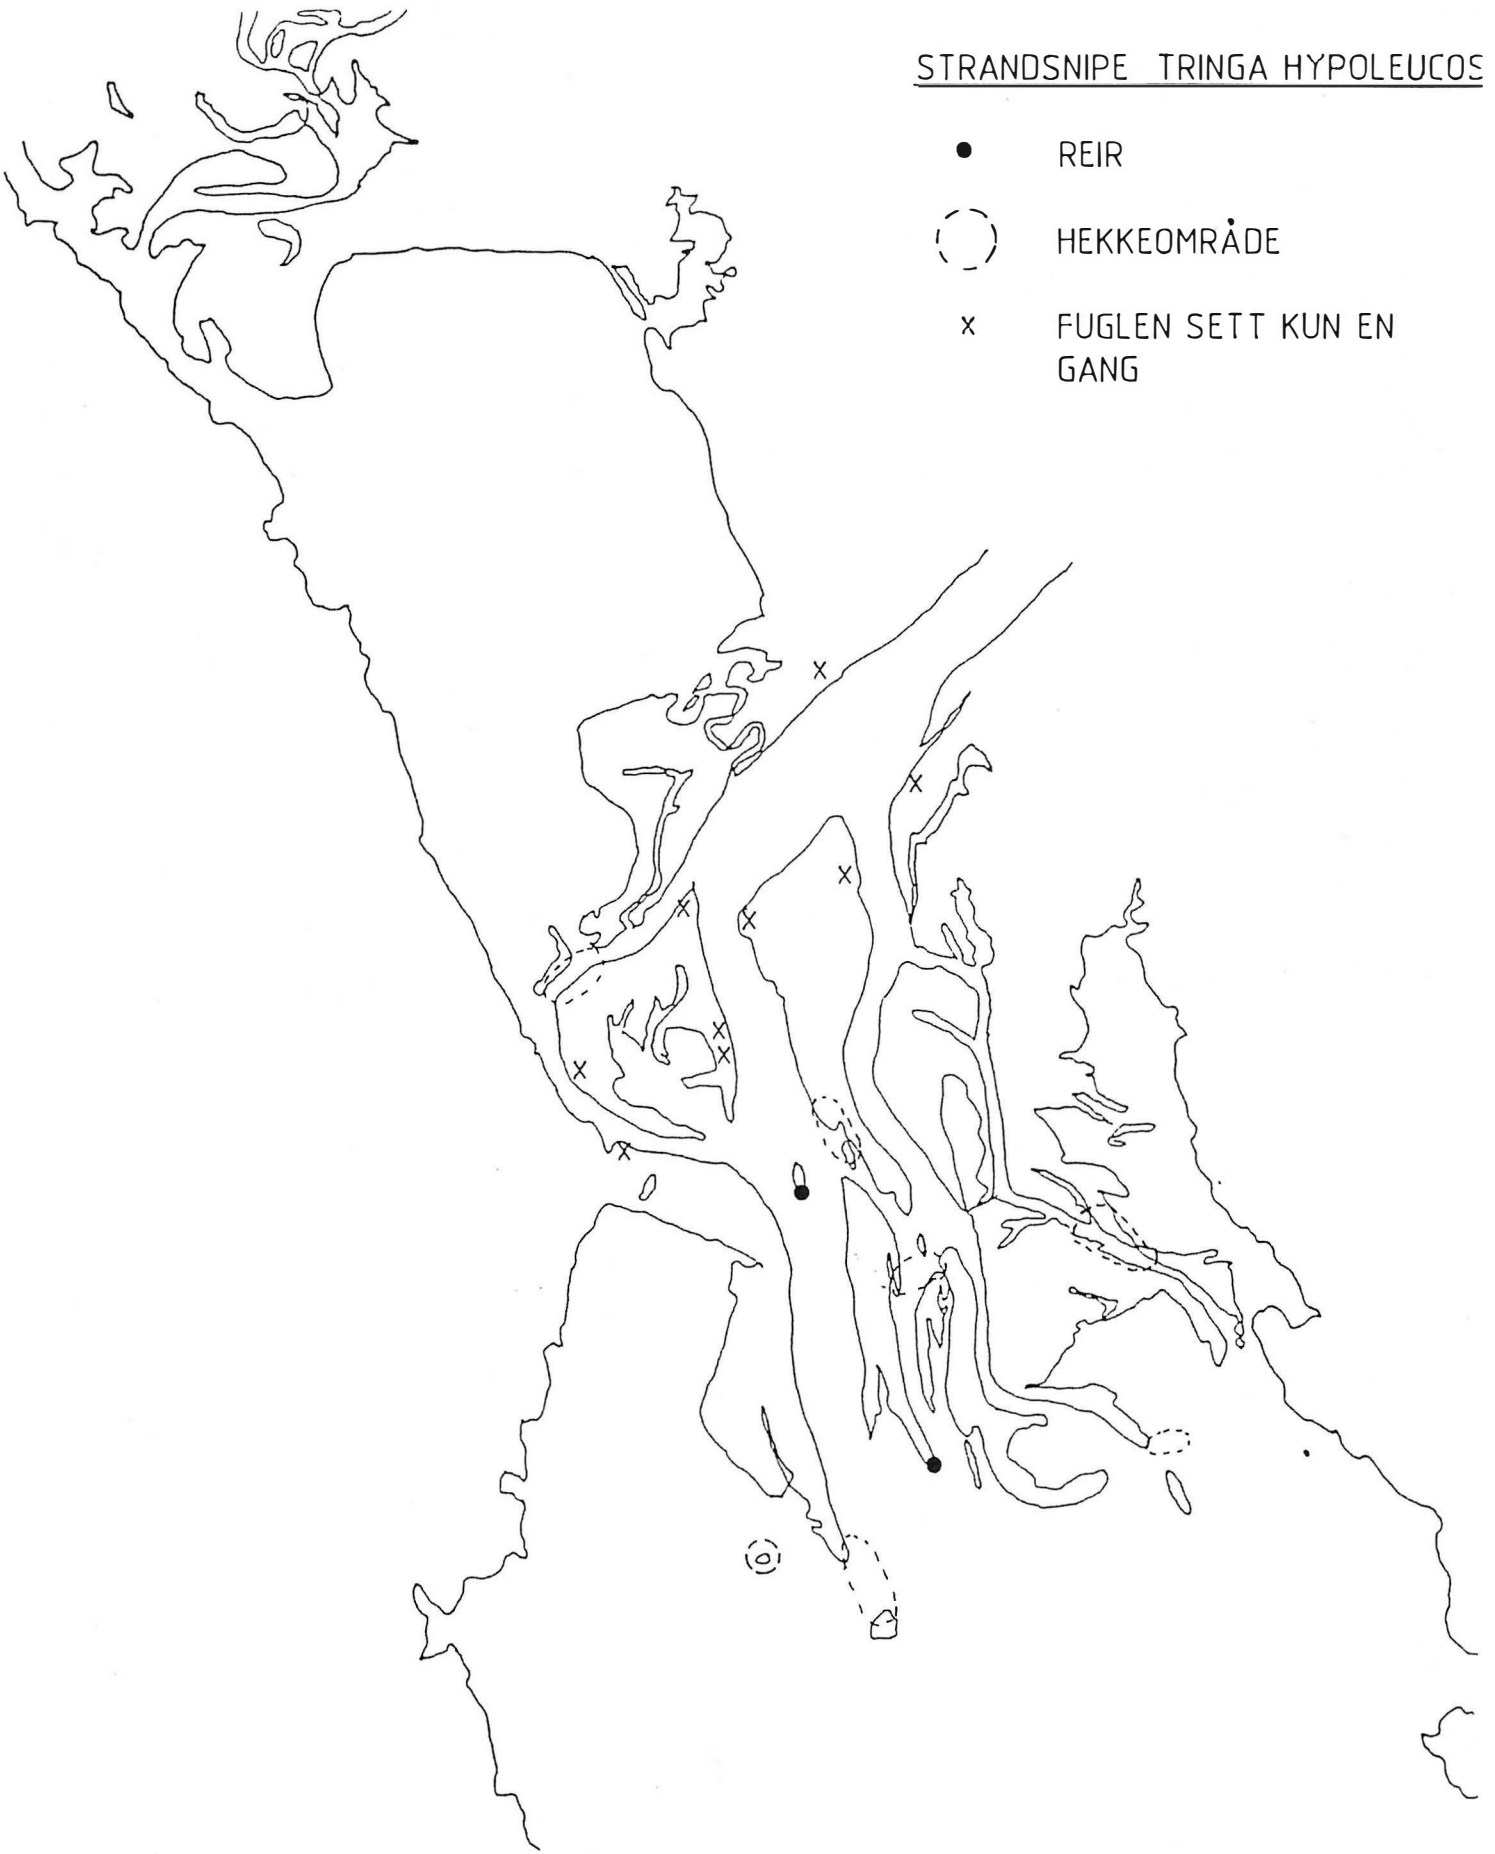 STRANDSNIPE TRINGA HYPOLEUCOS
REIR
HEKKEOMRÅDE
x FUGLEN SETT KUN EN
GANG